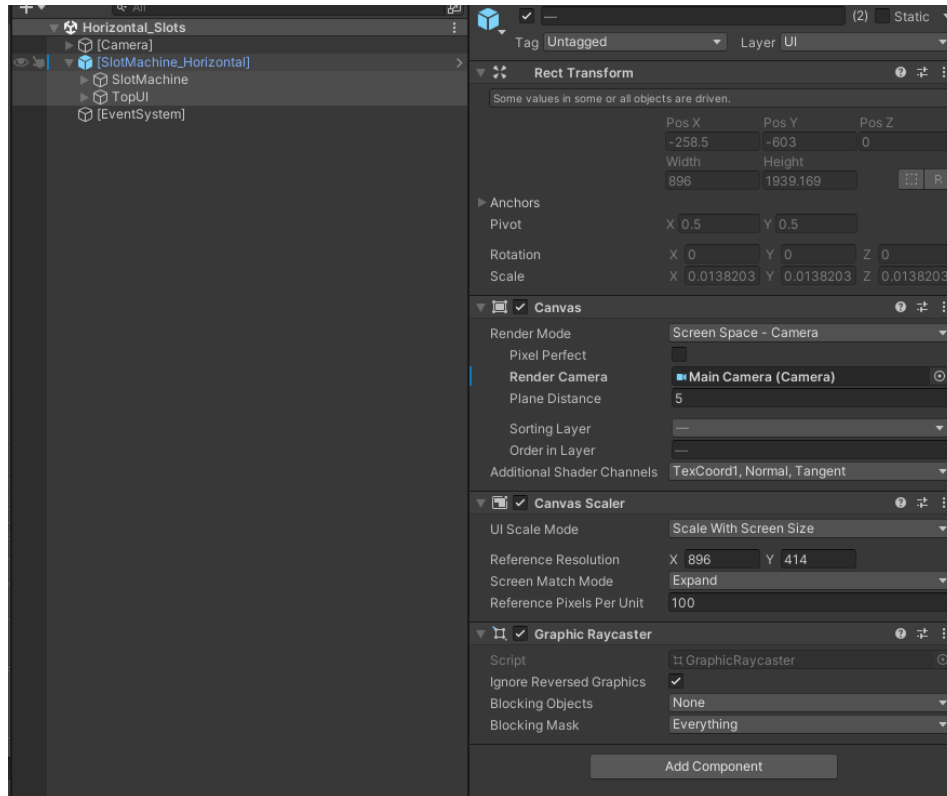 All
Horizontal_Slots
[Camera]
[SlotMachine_Horizontal]
SlotMachine
TopUI
[EventSystem]
— (2) Static
Tag Untagged Layer UI
Rect Transform
Some values in some or all objects are driven.
Pos X Pos Y Pos Z
-258.5 -603 0
Width Height
896 1939.169 R
Anchors
Pivot X 0.5 Y 0.5
Rotation X 0 Y 0 Z 0
Scale X 0.0138203 Y 0.0138203 Z 0.0138203
Canvas
Render Mode Screen Space - Camera
Pixel Perfect
Render Camera Main Camera (Camera)
Plane Distance 5
Sorting Layer —
Order in Layer —
Additional Shader Channels TexCoord1, Normal, Tangent
Canvas Scaler
UI Scale Mode Scale With Screen Size
Reference Resolution X 896 Y 414
Screen Match Mode Expand
Reference Pixels Per Unit 100
Graphic Raycaster
Script GraphicRaycaster
Ignore Reversed Graphics
Blocking Objects None
Blocking Mask Everything
Add Component